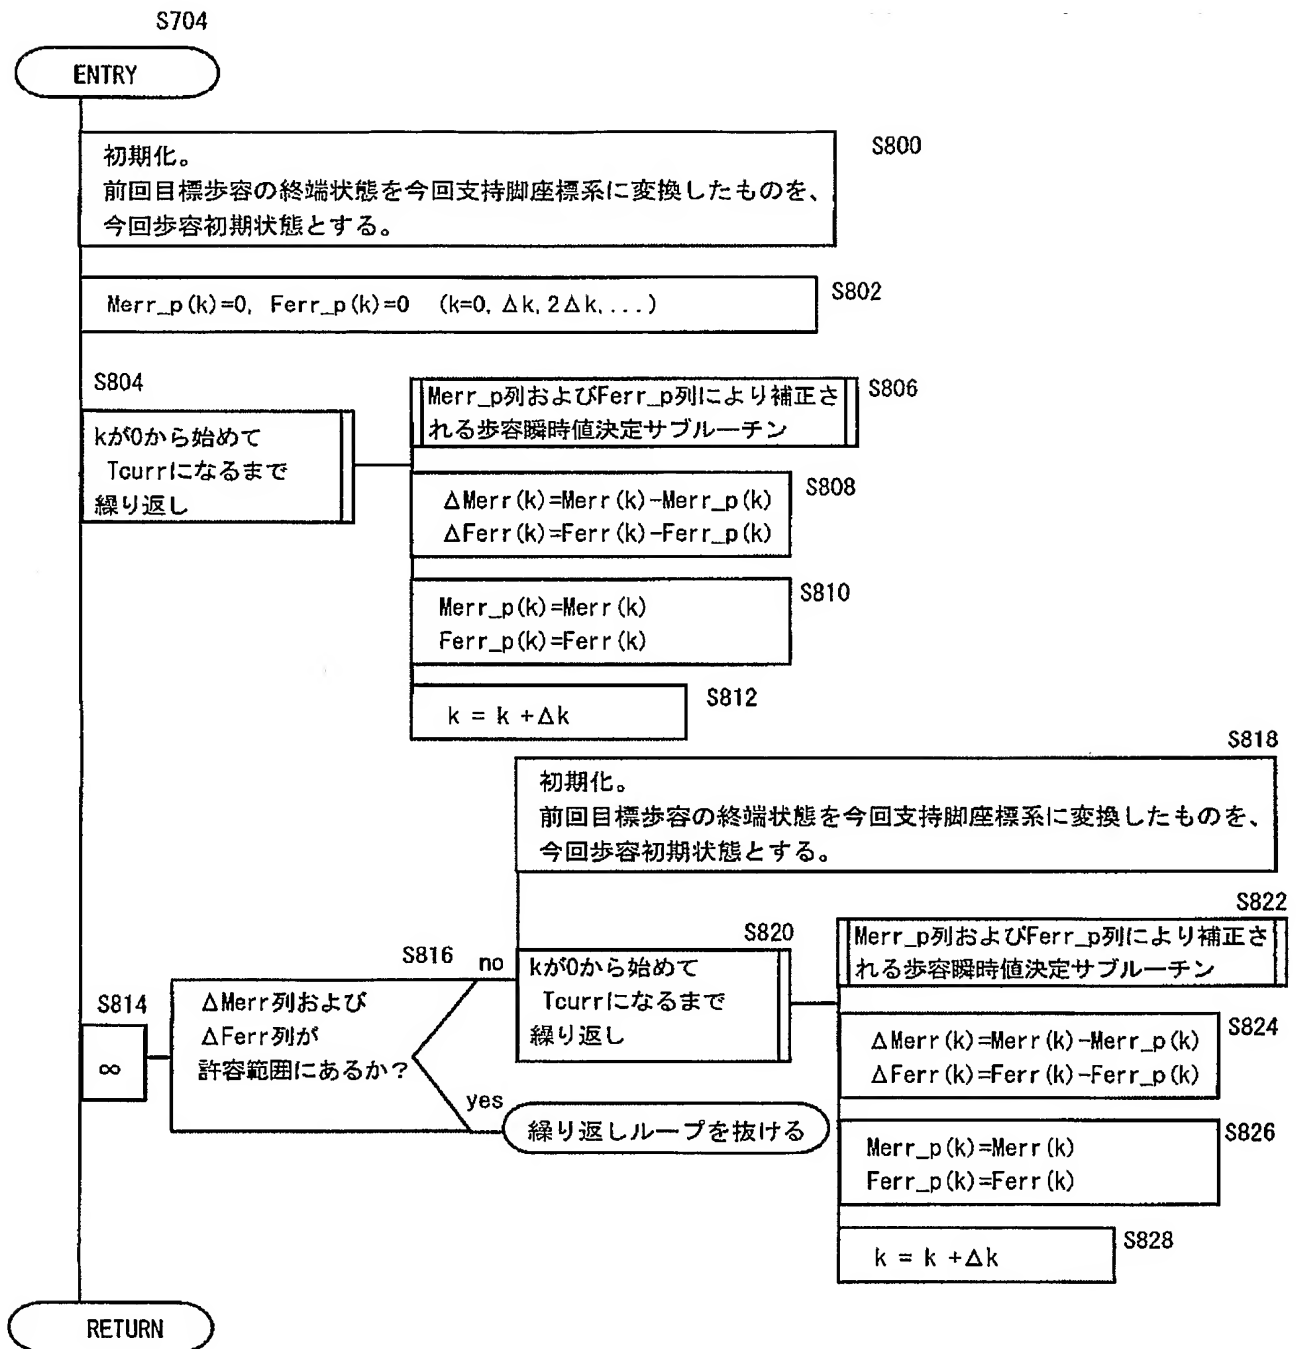 S704
ENTRY
S800
初期化。
前回目標歩容の終端状態を今回支持脚座標系に変換したものを、
今回歩容初期状態とする。
S802
Merr_p(k)=0, Ferr_p(k)=0 (k=0, Δk, 2Δk, ...)
S804
kが0から始めて
Tcurrになるまで
繰り返し
S806
Merr_p列およびFerr_p列により補正さ
れる歩容瞬時値決定サブルーチン
S808
ΔMerr(k)=Merr(k)-Merr_p(k)
ΔFerr(k)=Ferr(k)-Ferr_p(k)
S810
Merr_p(k)=Merr(k)
Ferr_p(k)=Ferr(k)
S812
k = k +Δk
S818
初期化。
前回目標歩容の終端状態を今回支持脚座標系に変換したものを、
今回歩容初期状態とする。
S814
∞
S816
ΔMerr列および
ΔFerr列が
許容範囲にあるか？
no
yes
繰り返しループを抜ける
S820
kが0から始めて
Tcurrになるまで
繰り返し
S822
Merr_p列およびFerr_p列により補正さ
れる歩容瞬時値決定サブルーチン
S824
ΔMerr(k)=Merr(k)-Merr_p(k)
ΔFerr(k)=Ferr(k)-Ferr_p(k)
S826
Merr_p(k)=Merr(k)
Ferr_p(k)=Ferr(k)
S828
k = k +Δk
RETURN